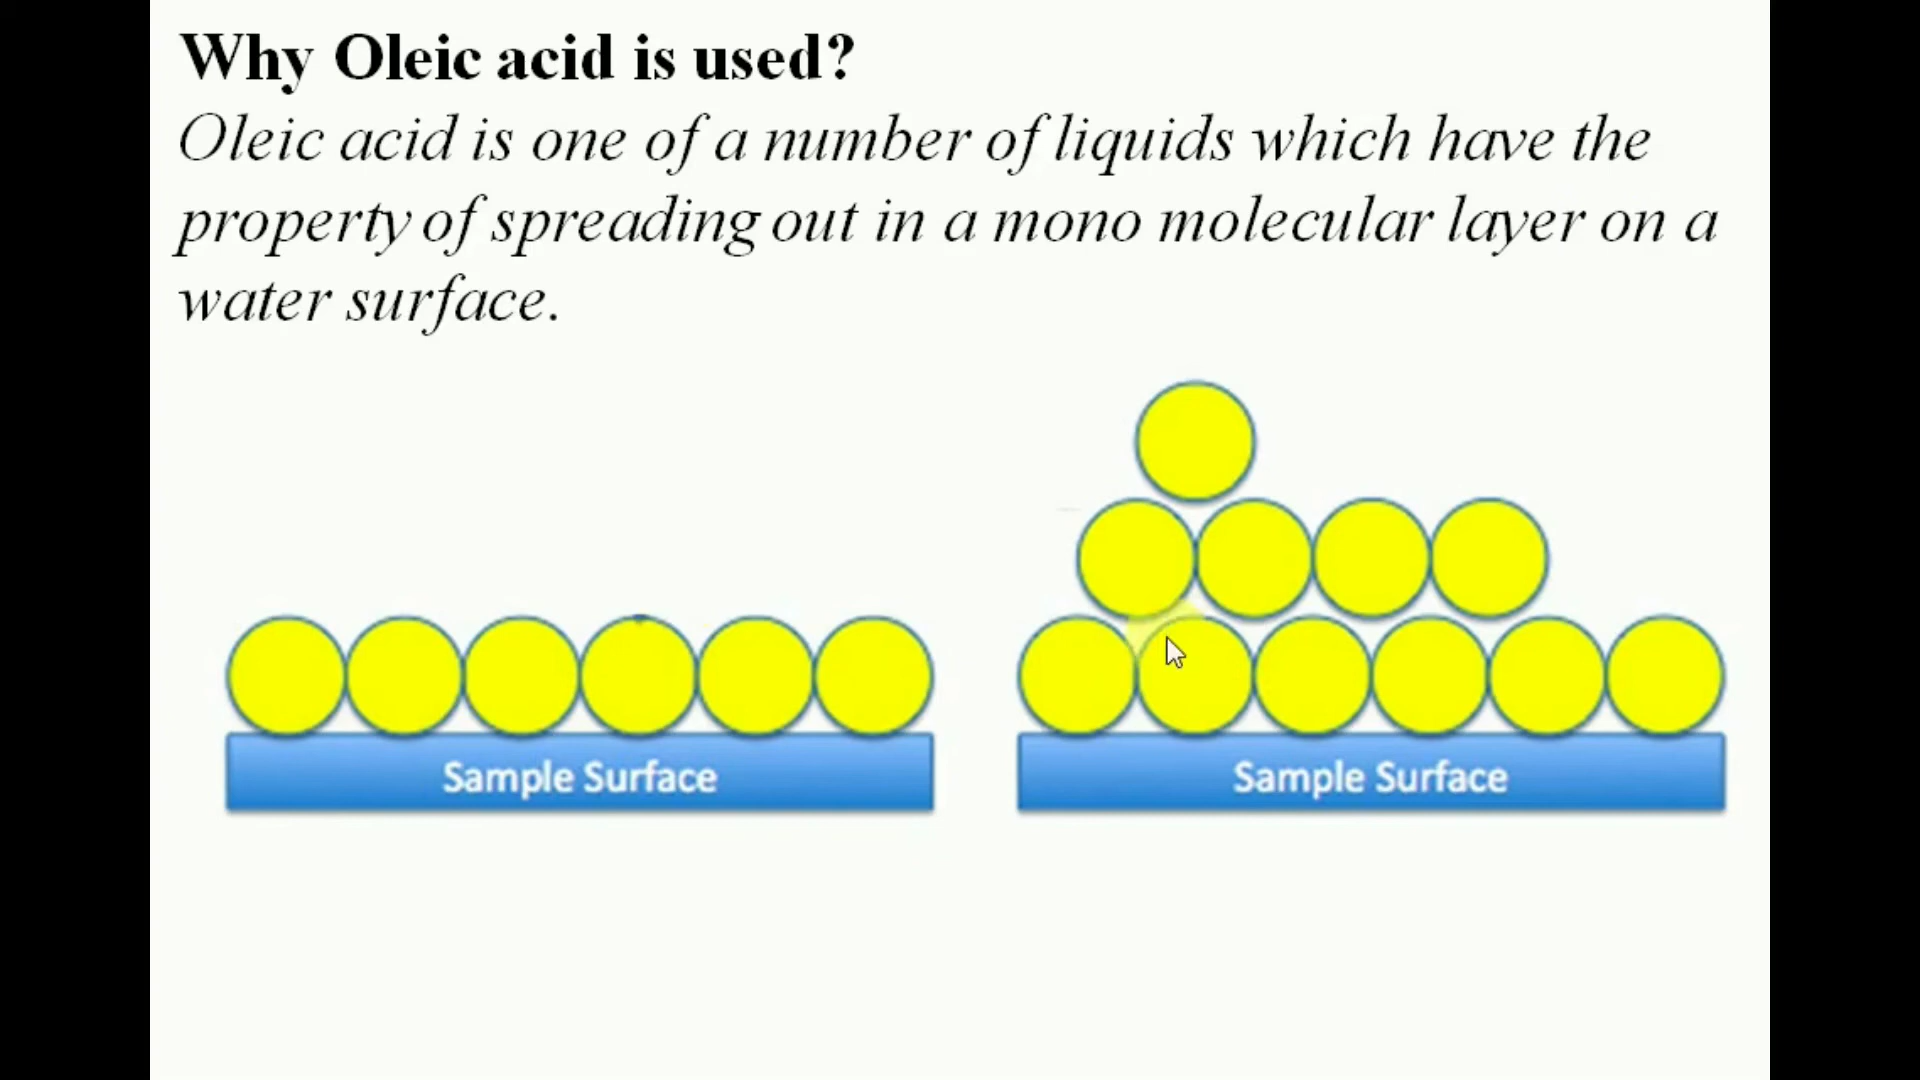 Why Oleic acid is used?
Oleic acid is one of a number of liquids which have the
property of spreading out in a mono molecular layer on a
water surface.
Sample Surface
Sample Surface